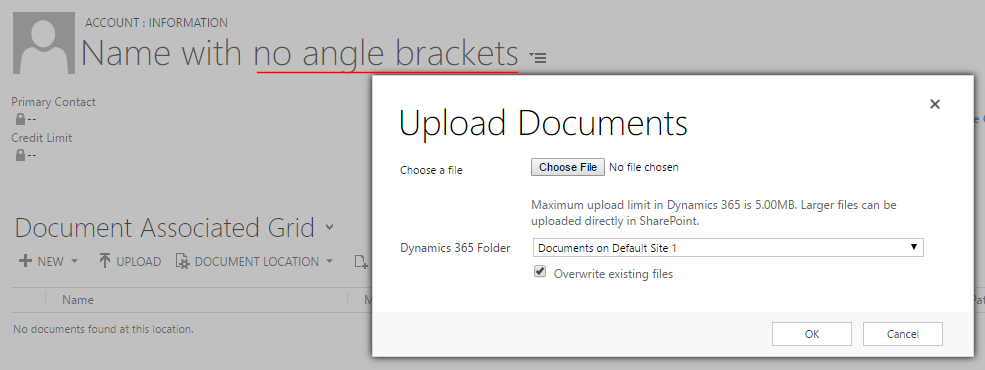 ACCOUNT : INFORMATION
Name with no angle brackets
Primary Contact
--
Credit Limit
--
Document Associated Grid
NEW
UPLOAD
DOCUMENT LOCATION
Name
No documents found at this location.
Upload Documents
Choose a file
Choose File No file chosen
Maximum upload limit in Dynamics 365 is 5.00MB. Larger files can be
uploaded directly in SharePoint.
Dynamics 365 Folder
Documents on Default Site 1
Overwrite existing files
OK
Cancel